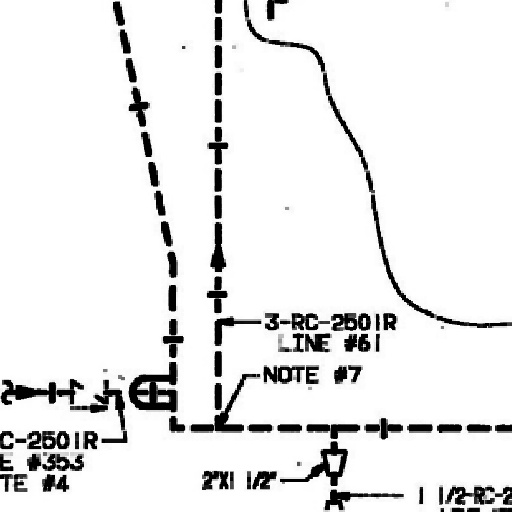 3-RC-2501R
LINE #61
NOTE #7
C-2501R
E #353
TE #4
2"X1 1/2"
1 1/2-RC-2